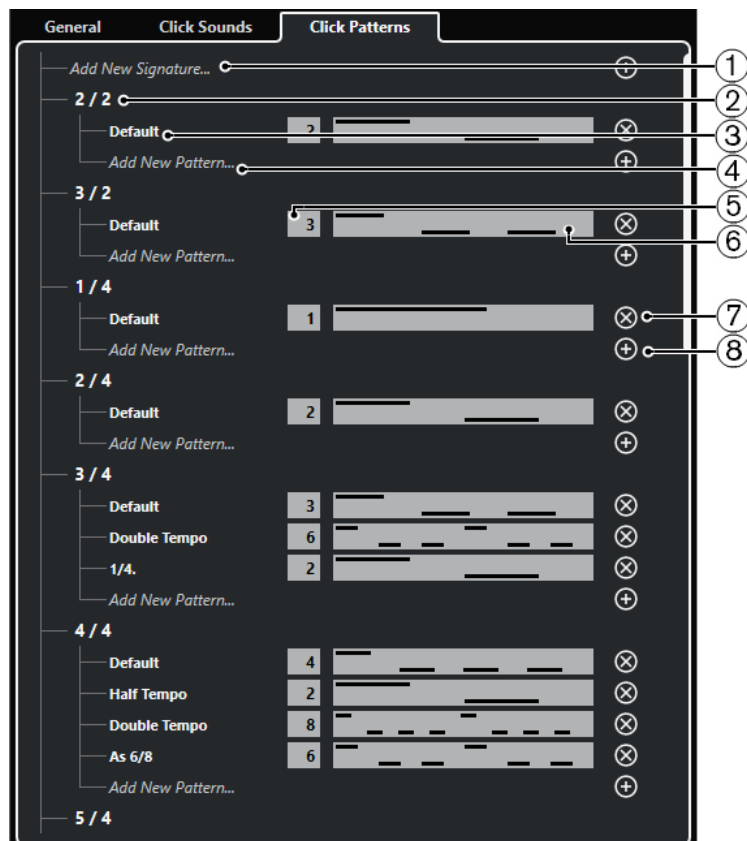 General Click Sounds Click Patterns
Add New Signature... 1
2 / 2 2
Default 2 3
Add New Pattern... 4
3 / 2 5
Default 3 6
Add New Pattern...
1 / 4
Default 1 7
Add New Pattern... 8
2 / 4
Default 2
Add New Pattern...
3 / 4
Default 3
Double Tempo 6
1/4. 2
Add New Pattern...
4 / 4
Default 4
Half Tempo 2
Double Tempo 8
As 6/8 6
Add New Pattern...
5 / 4